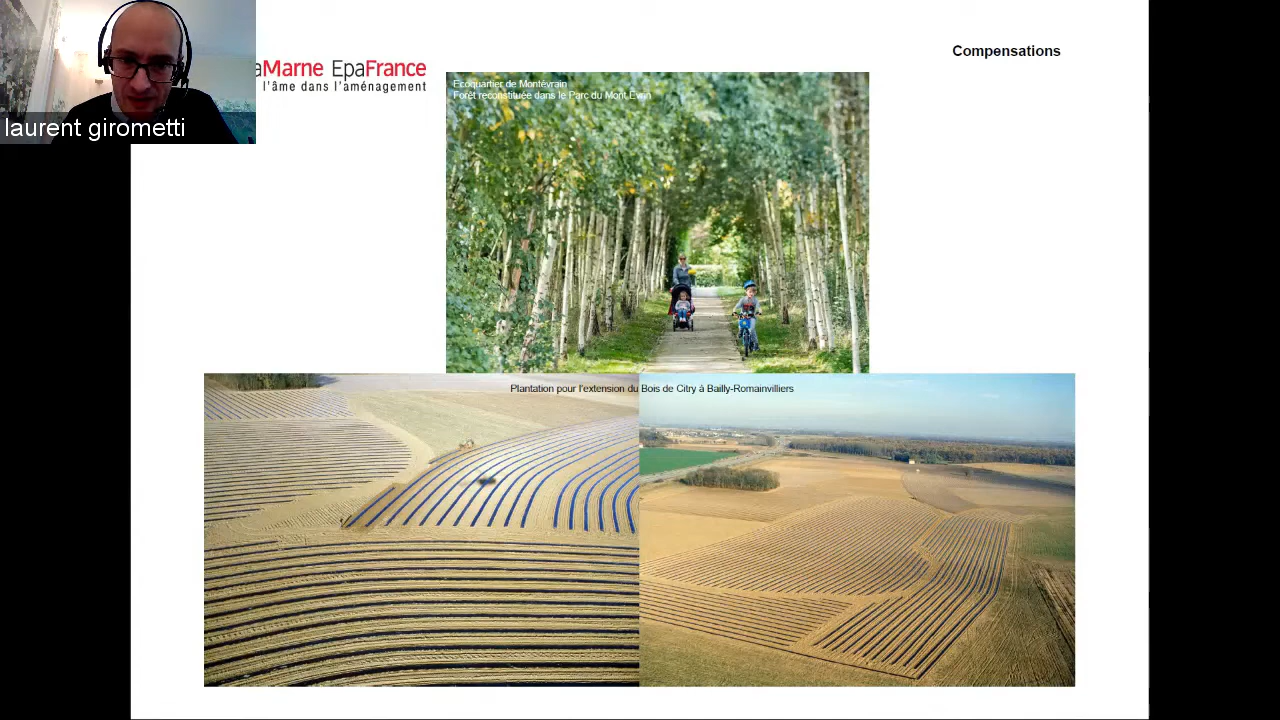 Compensations
aMarne EpaFrance
l'âme dans l'aménagement
Ecoquartier de Montévrain
Forêt reconstituée dans le Parc du Mont Evrin
laurent girometti
Plantation pour l'extension du Bois de Citry à Bailly-Romainvilliers